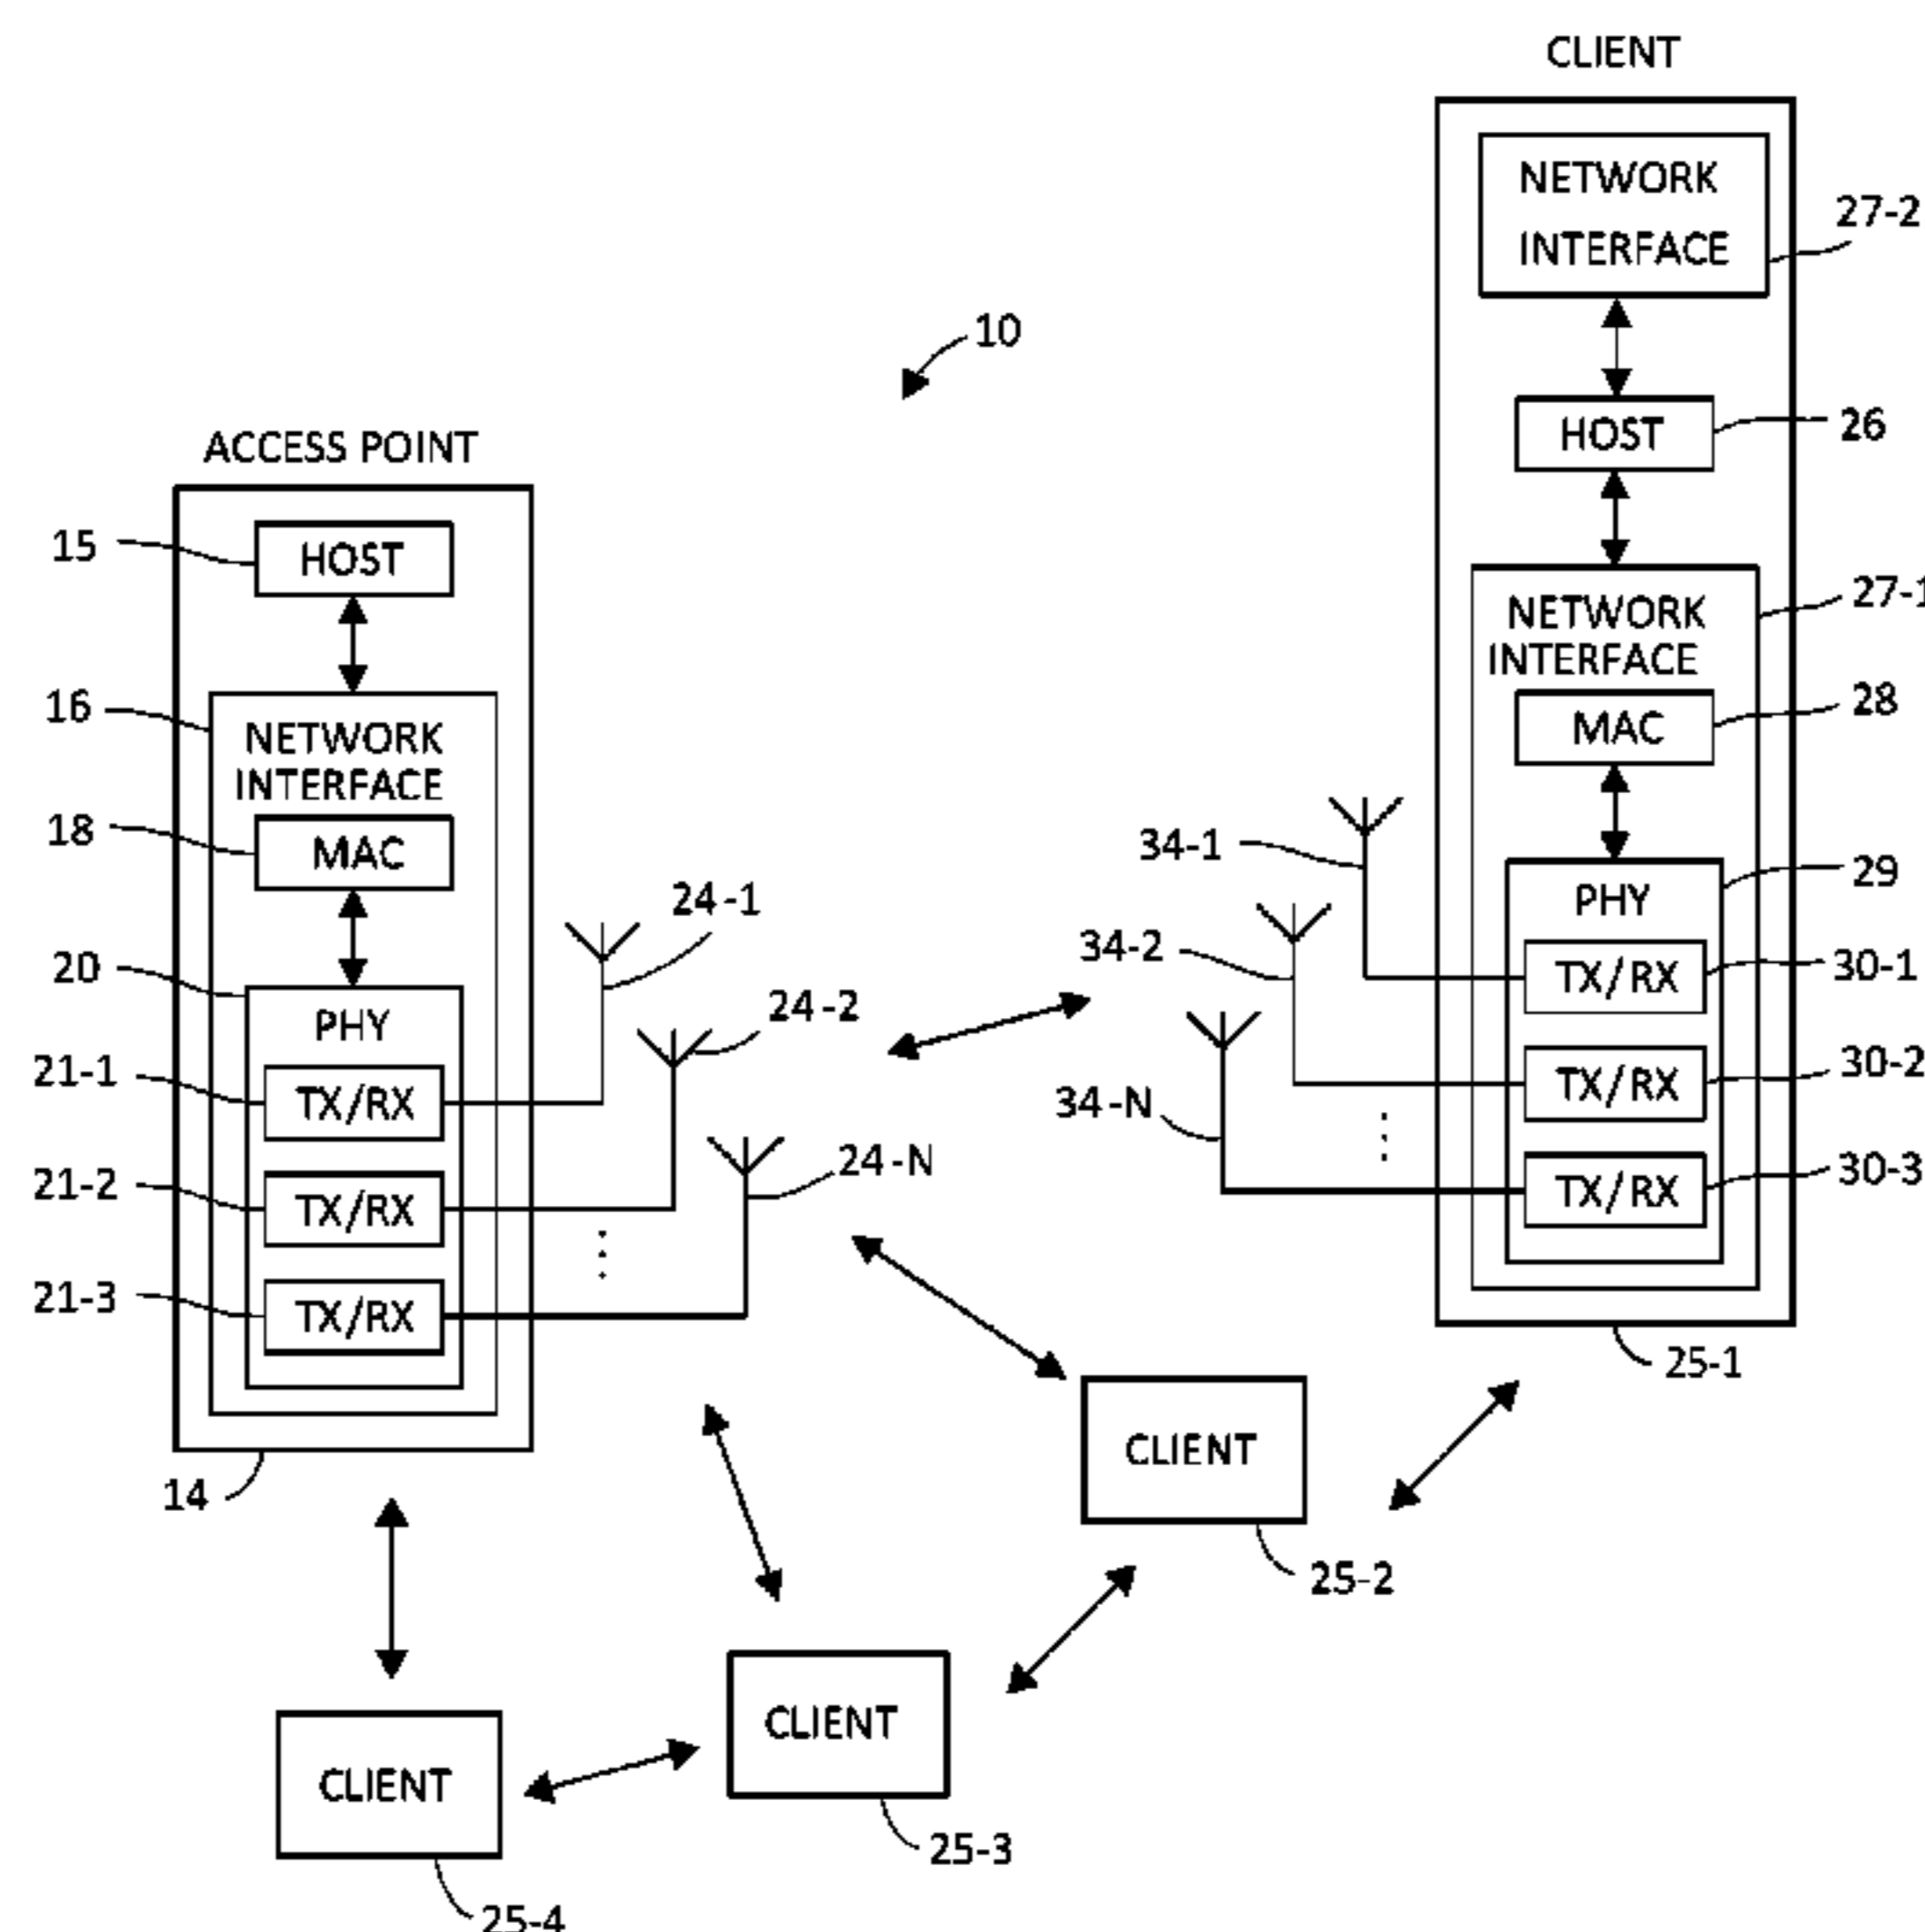 CLIENT
NETWORK
INTERFACE
27-2
10
HOST
26
ACCESS POINT
15
HOST
NETWORK
INTERFACE
27-1
16
NETWORK
INTERFACE
MAC
28
18
MAC
34-1
24-1
PHY
29
34-2
20
24-2
TX/RX
30-1
PHY
21-1
TX/RX
34-N
TX/RX
30-2
24-N
21-2
TX/RX
TX/RX
30-3
21-3
TX/RX
25-1
14
CLIENT
25-2
CLIENT
25-3
CLIENT
25-4